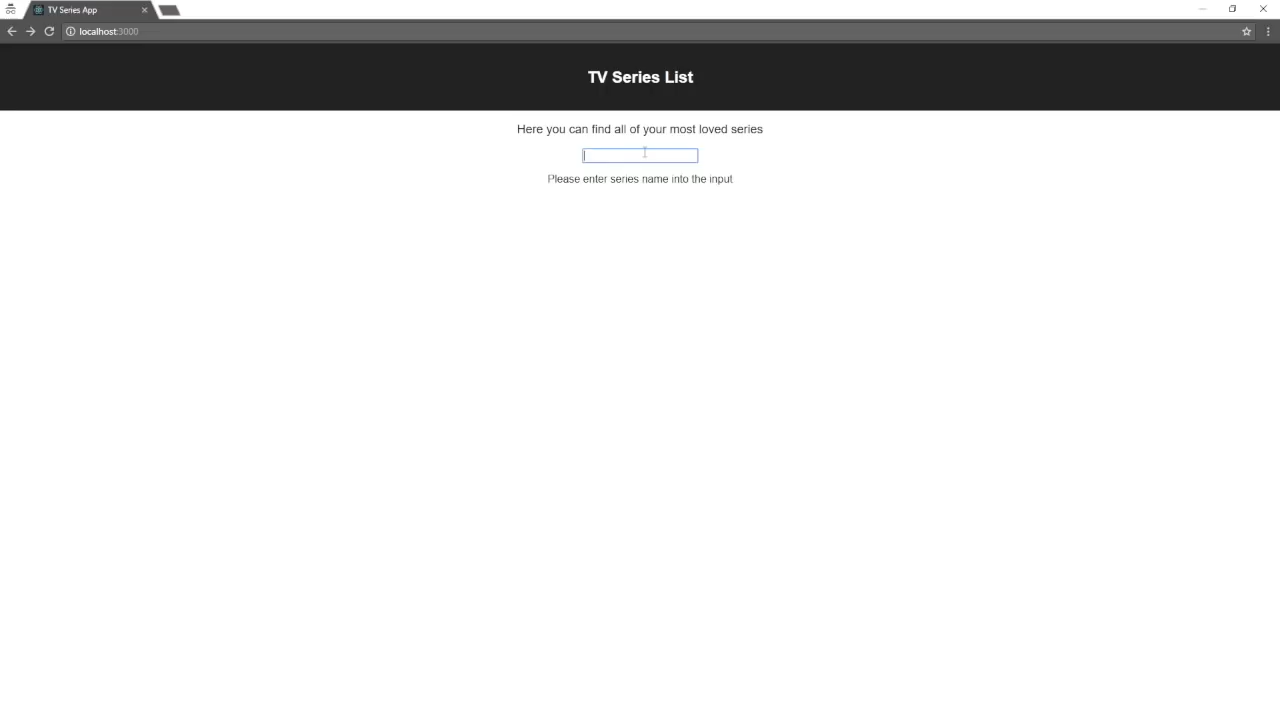 TV Series App
localhost:3000
TV Series List
Here you can find all of your most loved series
Please enter series name into the input